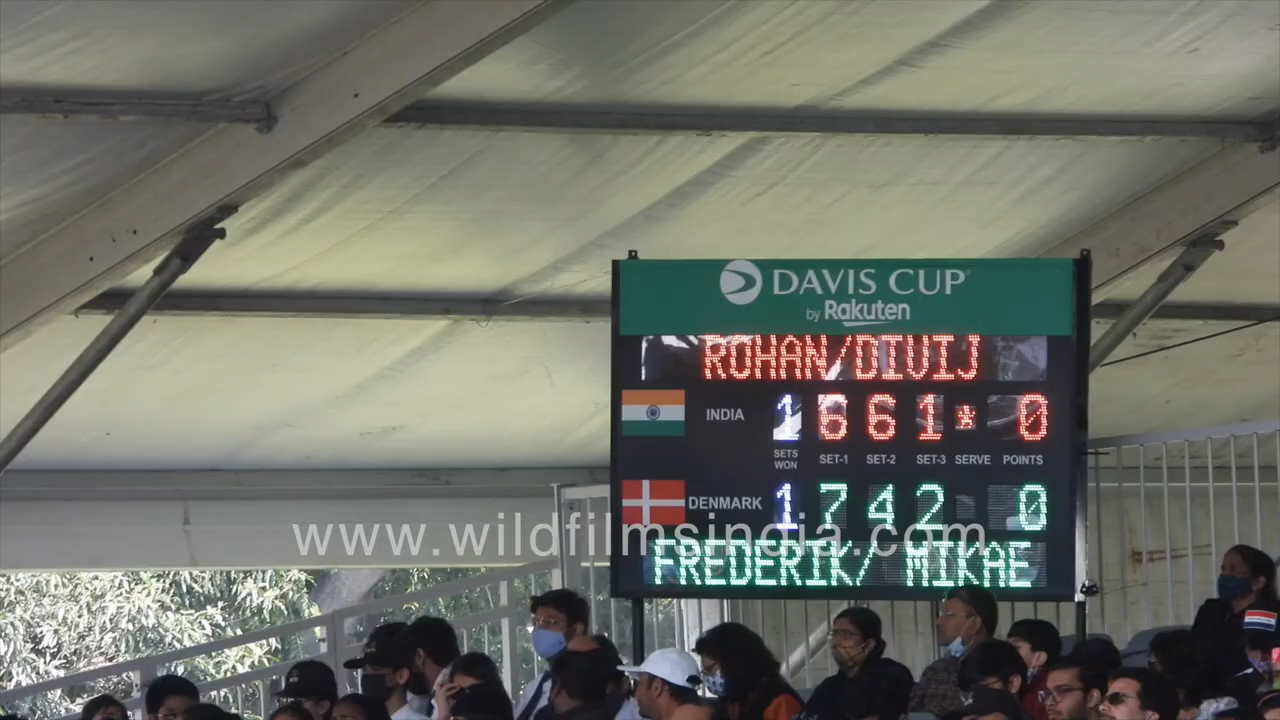 DAVIS CUP
by Rakuten
ROHAN/DIVIJ
INDIA 1 6 6 1 * 0
SETS WON SET-1 SET-2 SET-3 SERVE POINTS
DENMARK 1 7 4 2 0
www.wildfilmsindia.com
FREDERIK/ MIKAE